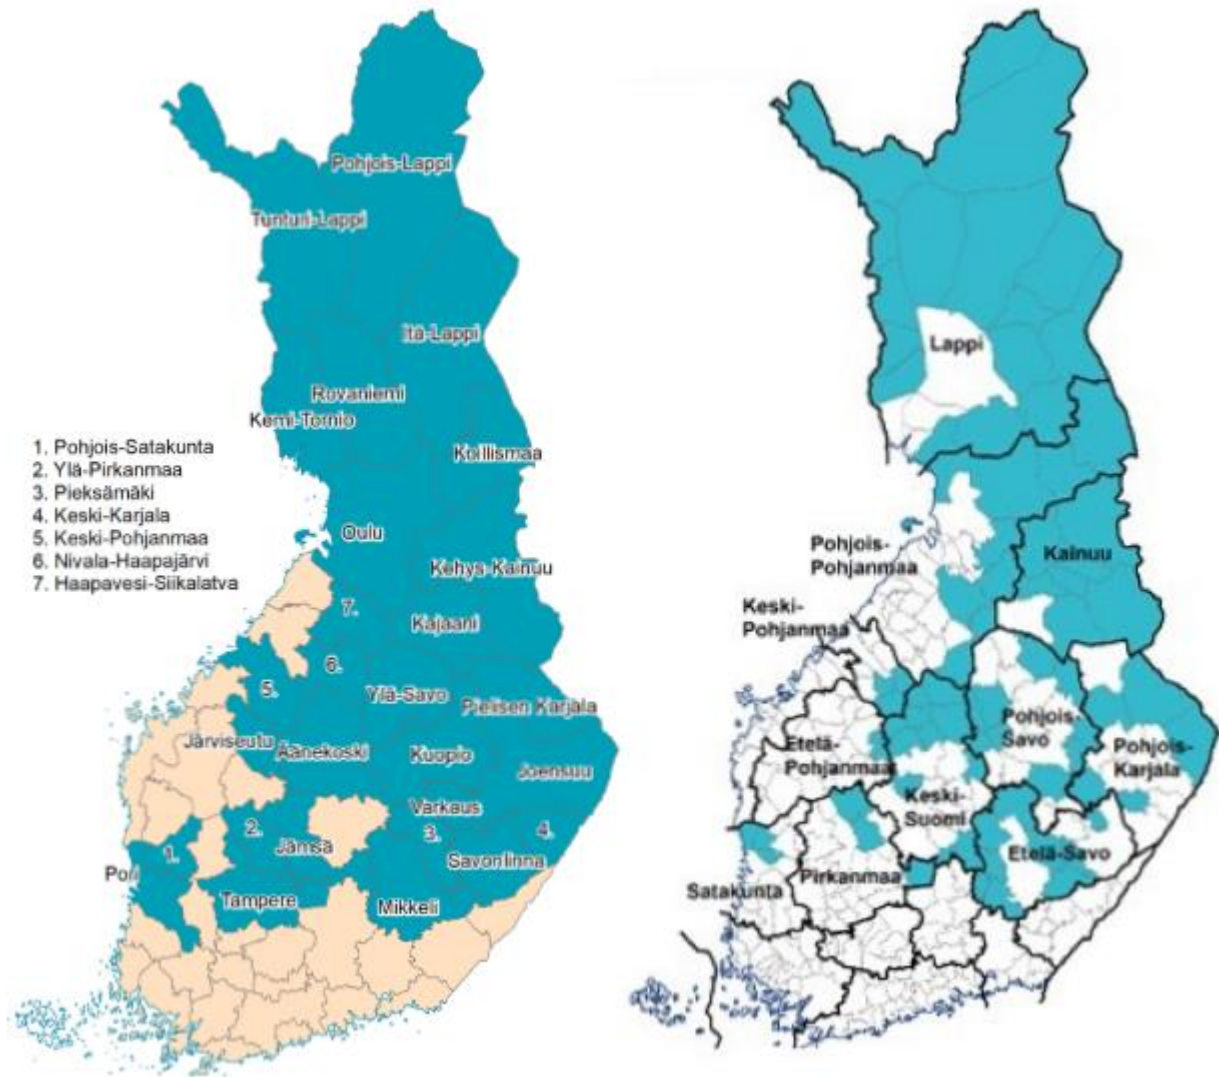 Pohjois-Lappi
Tunturi-Lappi
Itä-Lappi
Rovaniemi
Kemi-Tornio
Koillismaa
1. Pohjois-Satakunta
2. Ylä-Pirkanmaa
3. Pieksämäki
4. Keski-Karjala
5. Keski-Pohjanmaa
6. Nivala-Haapajärvi
7. Haapavesi-Siikalatva
Oulu
Kehys-Kainuu
7.
Kajaani
6.
5.
Ylä-Savo
Pielisen Karjala
Järviseutu
Äänekoski
Kuopio
Joensuu
Varkaus
2.
3.
4.
1.
Jämsä
Savonlinna
Pori
Tampere
Mikkeli
Lappi
Pohjois-
Pohjanmaa
Kainuu
Keski-
Pohjanmaa
Etelä-
Pohjanmaa
Pohjois-
Savo
Pohjois-
Karjala
Keski-
Suomi
Etelä-Savo
Pirkanmaa
Satakunta